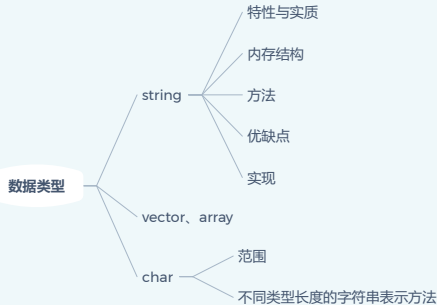 特性与实质
内存结构
string
方法
优缺点
实现
数据类型
vector、array
范围
char
不同类型长度的字符串表示方法